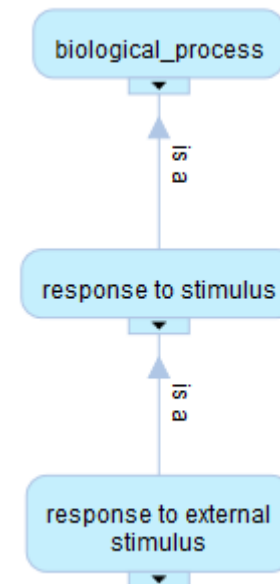 biological_process
is a
response to stimulus
is a
response to external
stimulus